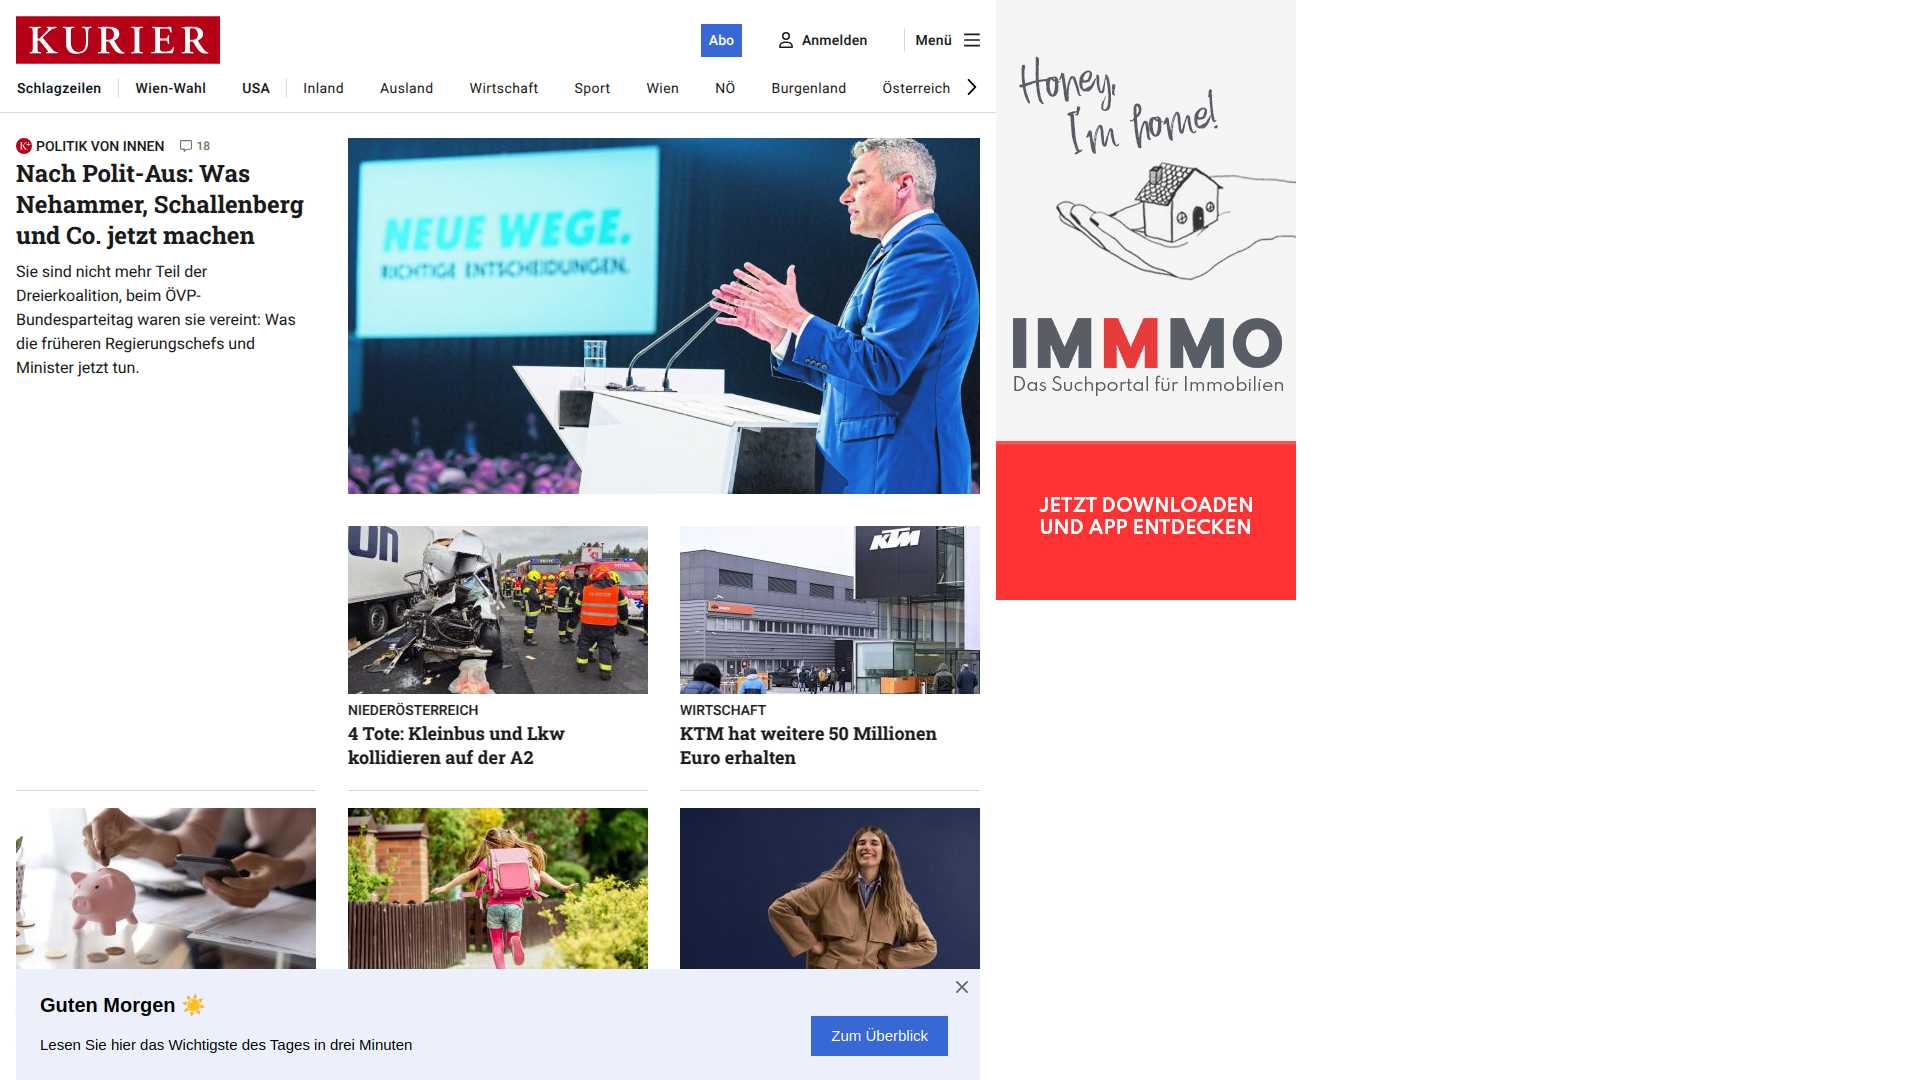 KURIER
Abo
Anmelden
Menü
Schlagzeilen
Wien-Wahl
USA
Inland
Ausland
Wirtschaft
Sport
Wien
NÖ
Burgenland
Österreich
POLITIK VON INNEN
18
Nach Polit-Aus: Was
Nehammer, Schallenberg
und Co. jetzt machen
Sie sind nicht mehr Teil der
Dreierkoalition, beim ÖVP-
Bundesparteitag waren sie vereint: Was
die früheren Regierungschefs und
Minister jetzt tun.
NEUE WEGE.
RICHTIGE ENTSCHEIDUNGEN.
KTM
NIEDERÖSTERREICH
4 Tote: Kleinbus und Lkw
kollidieren auf der A2
WIRTSCHAFT
KTM hat weitere 50 Millionen
Euro erhalten
Guten Morgen ☀️
Lesen Sie hier das Wichtigste des Tages in drei Minuten
Zum Überblick
Honey,
I'm home!
IMMMO
Das Suchportal für Immobilien
JETZT DOWNLOADEN
UND APP ENTDECKEN